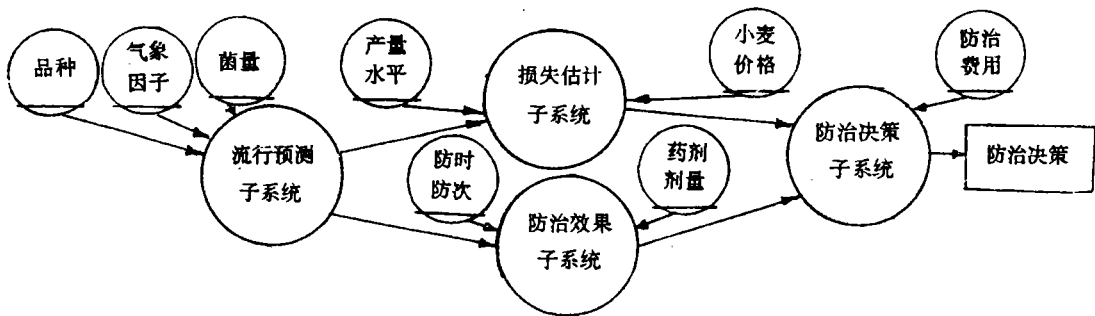 品种
气象
因子
菌量
产量
水平
损失估计
子系统
小麦
价格
防治
费用
流行预测
子系统
防时
防次
药剂
剂量
防治决策
子系统
防治决策
防治效果
子系统